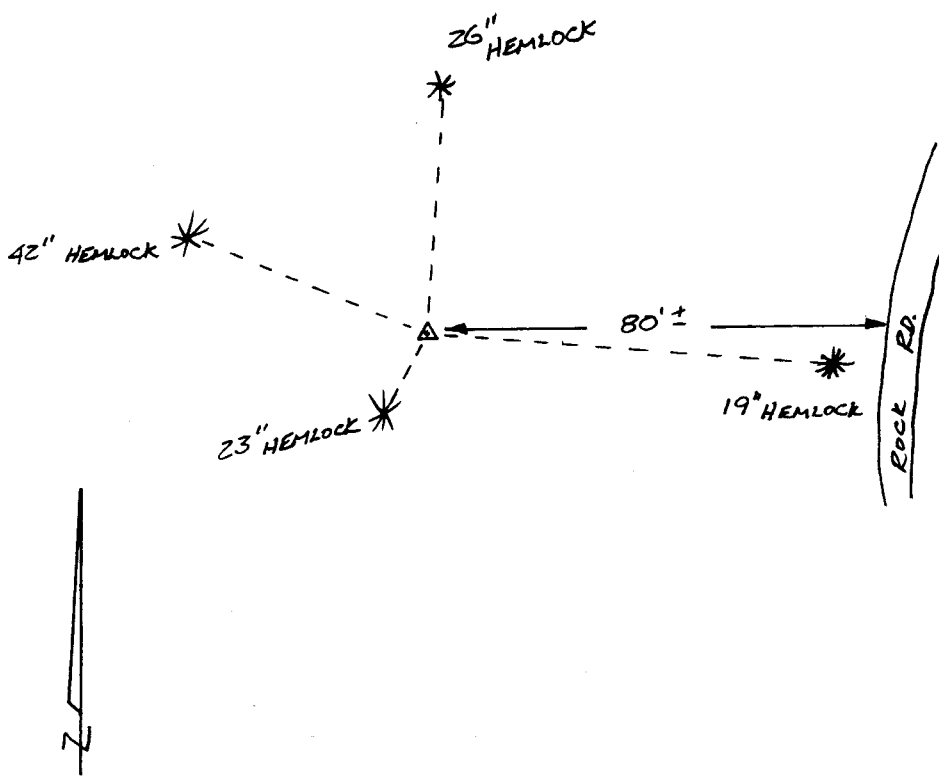 26"
HEMLOCK
42" HEMLOCK
80' ±
ROCK RD.
19" HEMLOCK
23" HEMLOCK
N